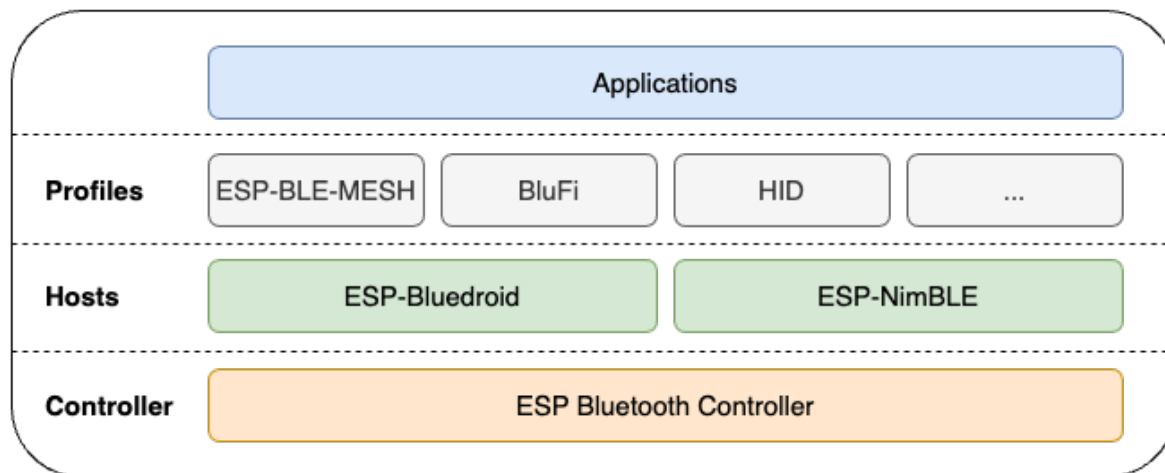 Applications
Profiles ESP-BLE-MESH BluFi HID ...
Hosts ESP-Bluedroid ESP-NimBLE
Controller ESP Bluetooth Controller